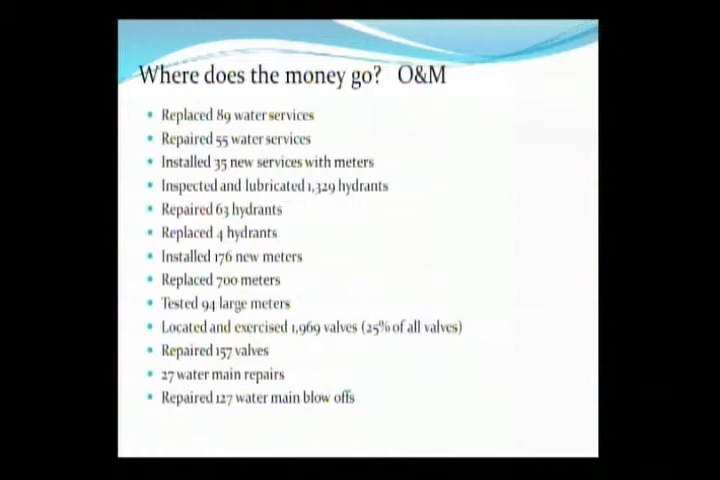 Where does the money go? O&M
Replaced 89 water services
Repaired 55 water services
Installed 35 new services with meters
Inspected and lubricated 1,329 hydrants
Repaired 63 hydrants
Replaced 4 hydrants
Installed 176 new meters
Replaced 700 meters
Tested 94 large meters
Located and exercised 1,969 valves (25% of all valves)
Repaired 157 valves
27 water main repairs
Repaired 127 water main blow offs